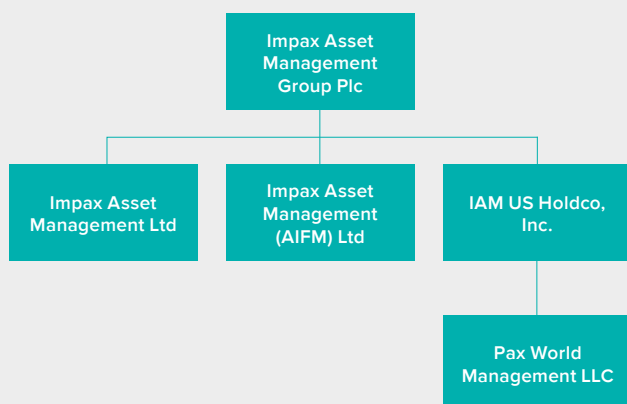 Impax Asset
Management
Group Plc
Impax Asset
Management Ltd
Impax Asset
Management
(AIFM) Ltd
IAM US Holdco,
Inc.
Pax World
Management LLC